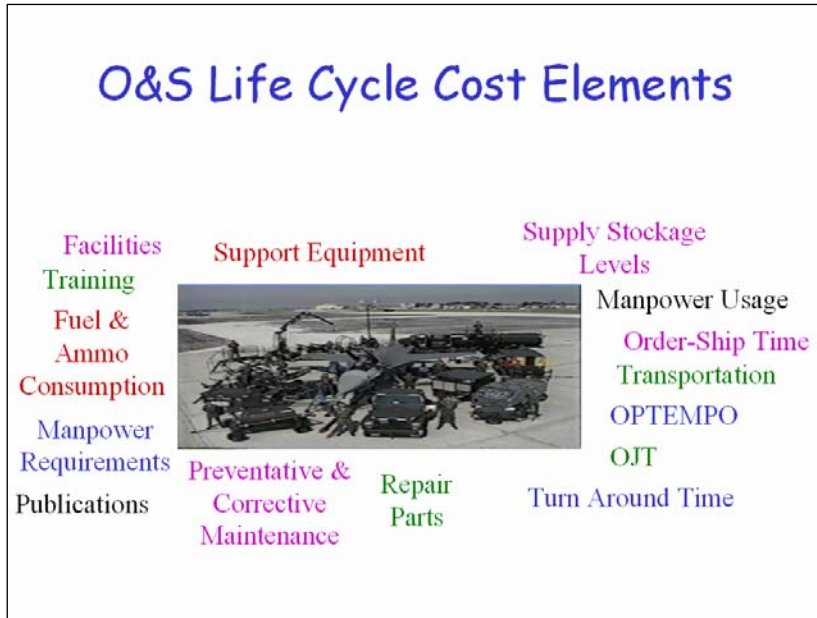 O&S Life Cycle Cost Elements
Facilities
Training
Fuel &
Ammo
Consumption
Manpower
Requirements
Publications
Support Equipment
Preventative &
Corrective
Maintenance
Repair
Parts
Supply Stockage
Levels
Manpower Usage
Order-Ship Time
Transportation
OPTEMPO
OJT
Turn Around Time